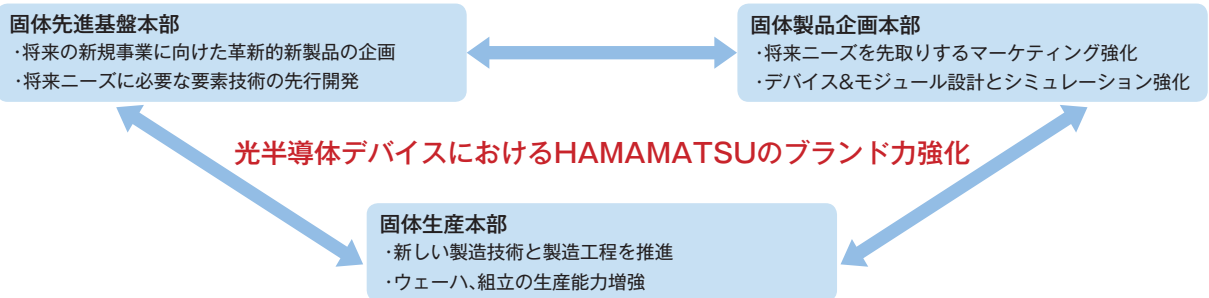 固体先進基盤本部
・将来の新規事業に向けた革新的新製品の企画
・将来ニーズに必要な要素技術の先行開発
固体製品企画本部
・将来ニーズを先取りするマーケティング強化
・デバイス&モジュール設計とシミュレーション強化
光半導体デバイスにおけるHAMAMATSUのブランド力強化
固体生産本部
・新しい製造技術と製造工程を推進
・ウェーハ、組立の生産能力増強